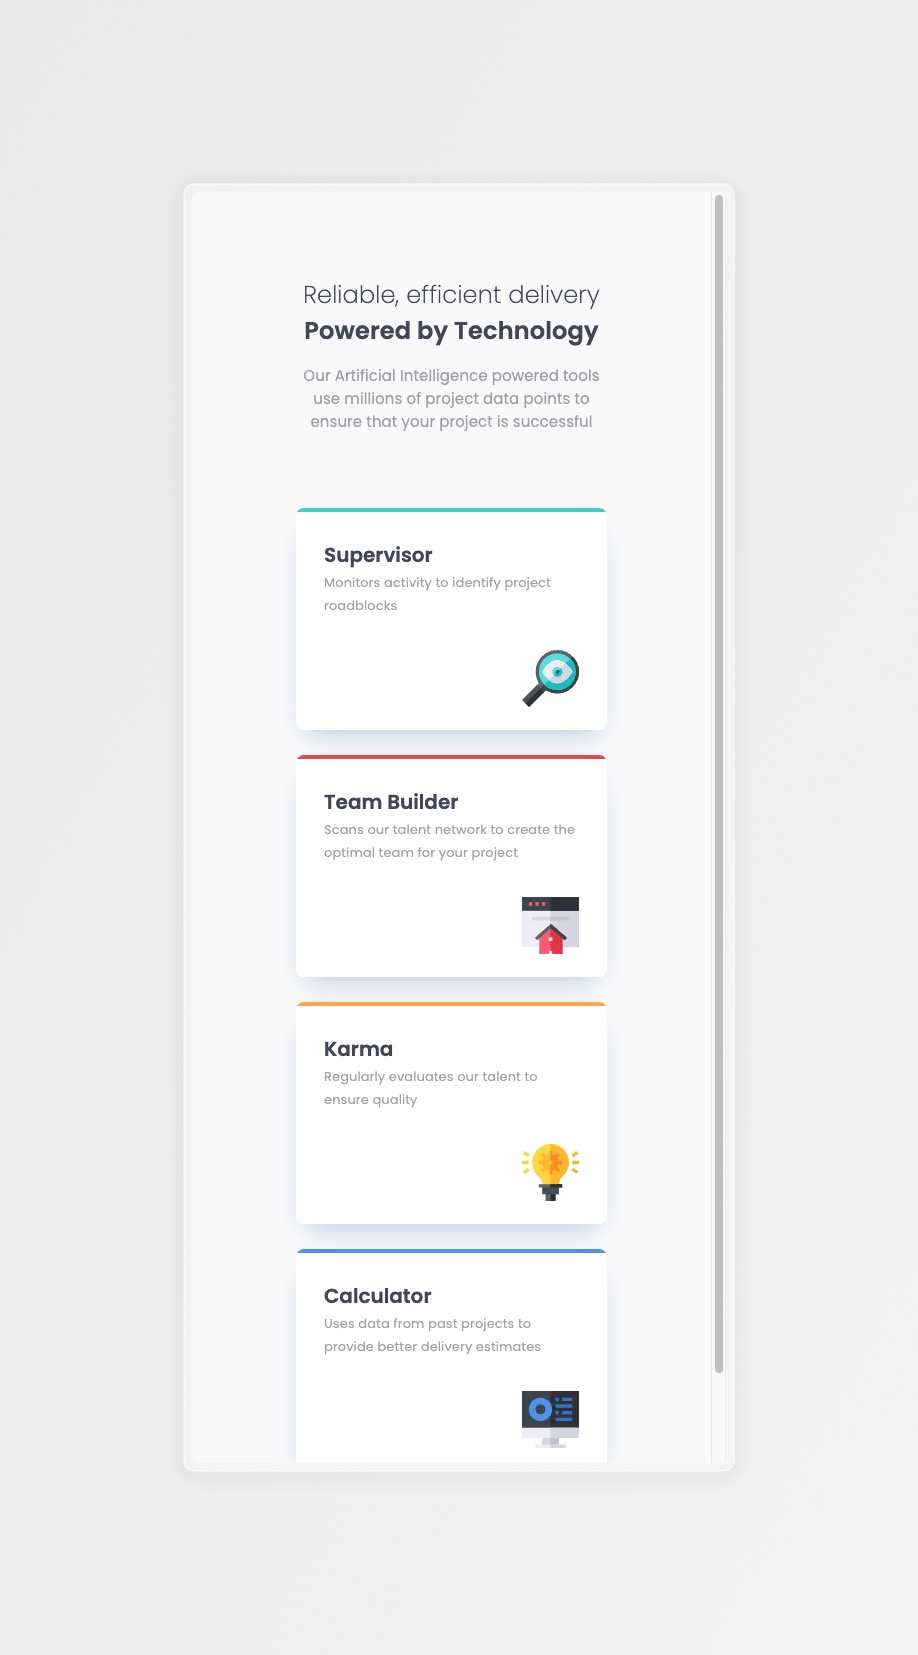 Reliable, efficient delivery
Powered by Technology
Our Artificial Intelligence powered tools
use millions of project data points to
ensure that your project is successful
Supervisor
Monitors activity to identify project
roadblocks
Team Builder
Scans our talent network to create the
optimal team for your project
Karma
Regularly evaluates our talent to
ensure quality
Calculator
Uses data from past projects to
provide better delivery estimates